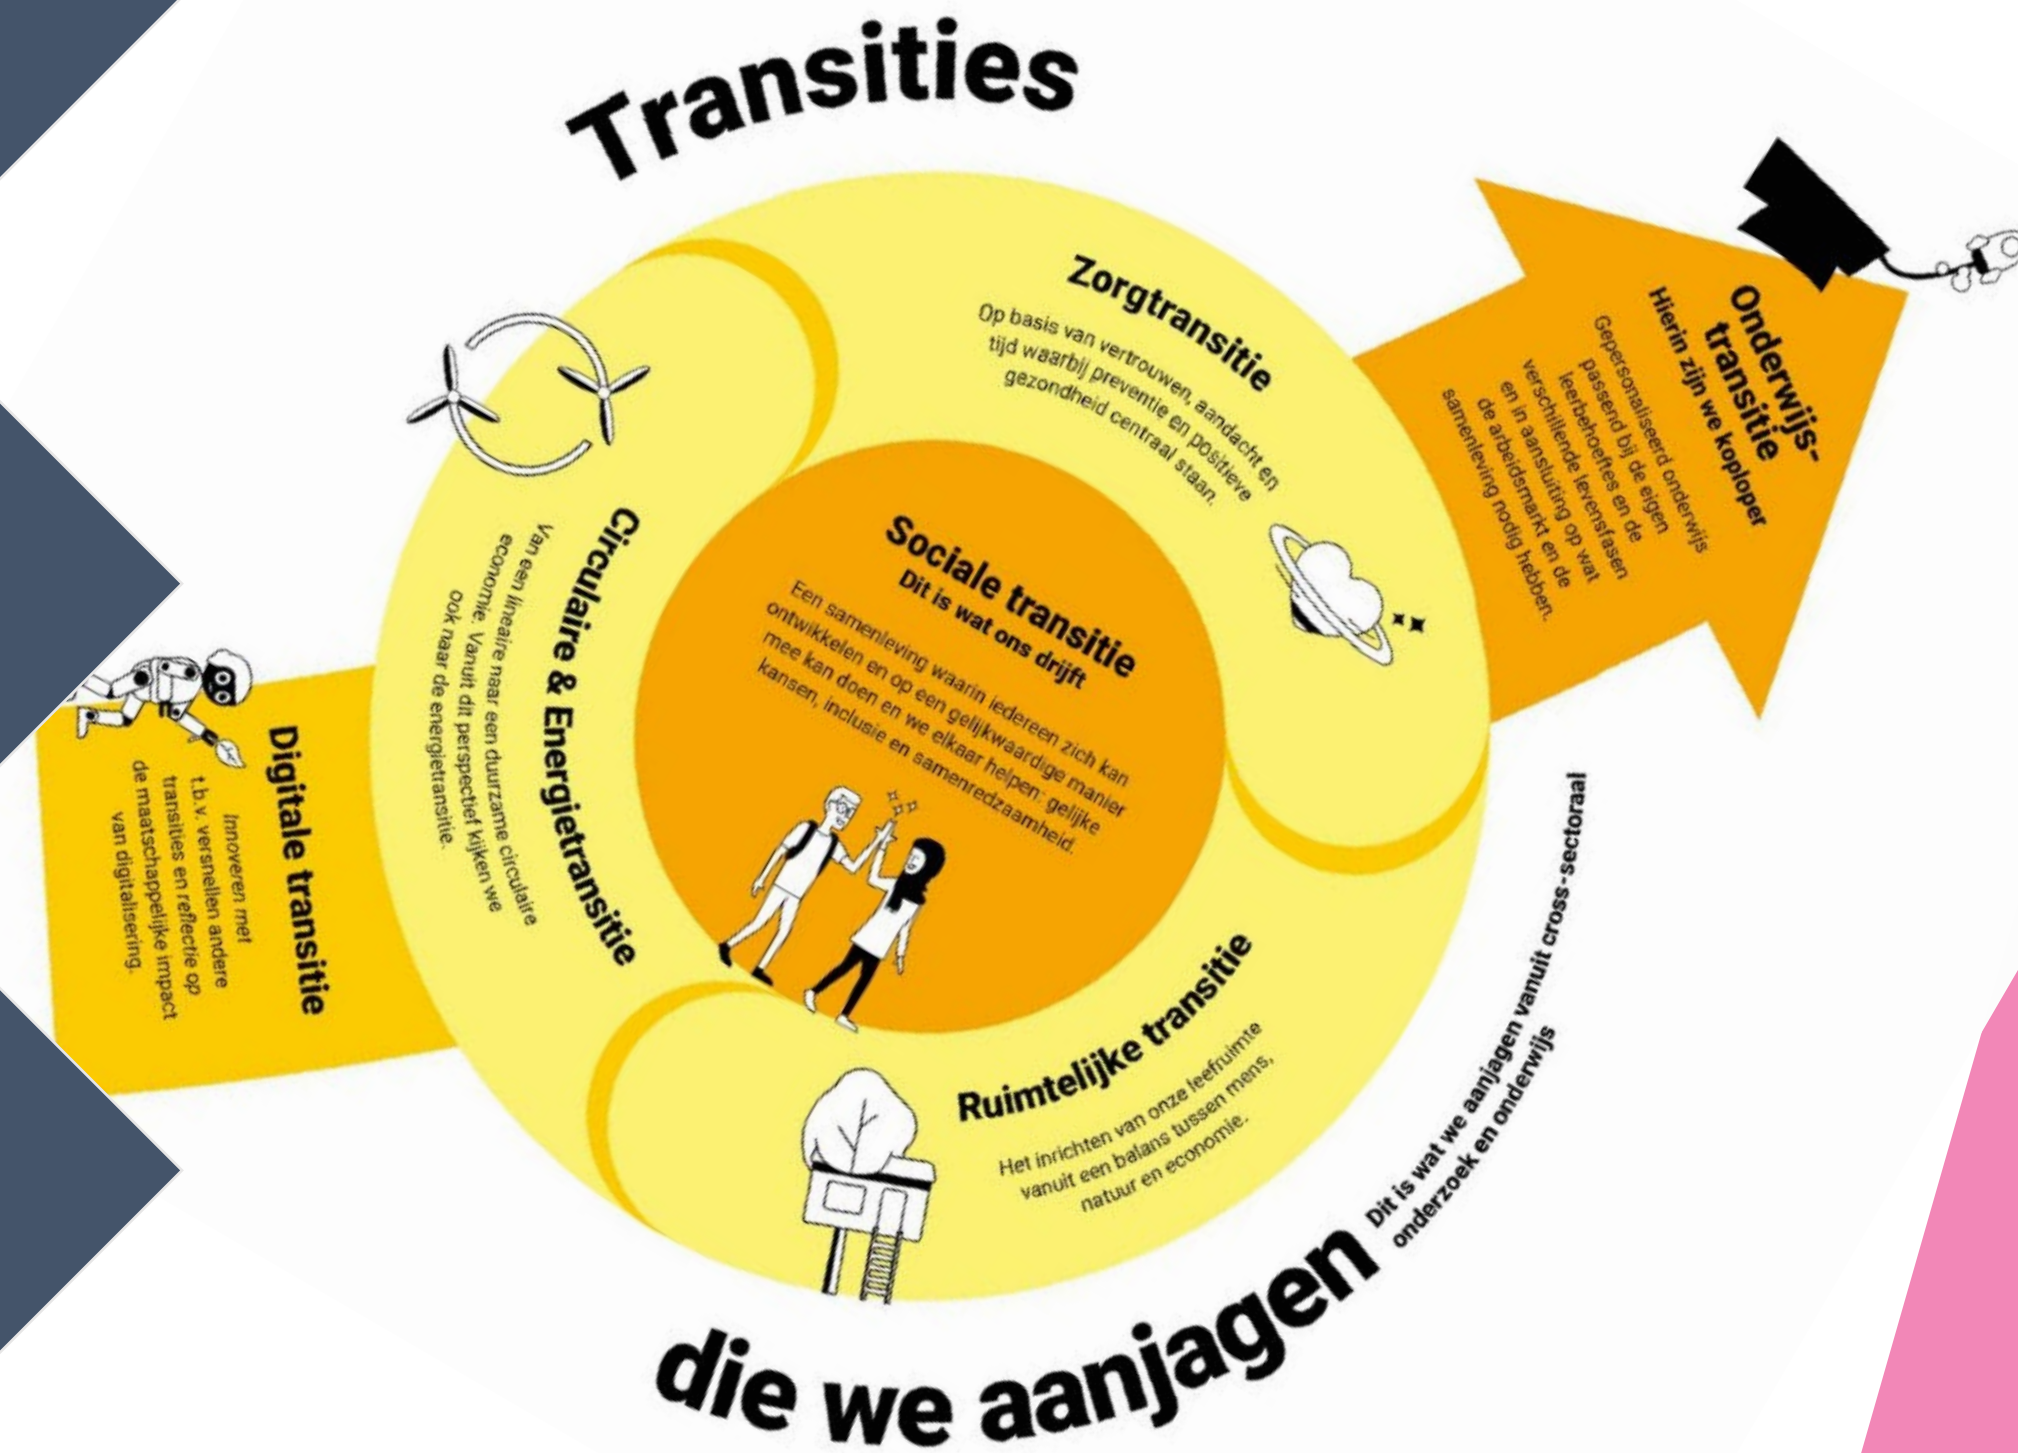 Transities
Zorgtransitie
Op basis van vertrouwen, aandacht en
tijd waarbij preventie en positieve
gezondheid centraal staan.
Onderwijs-
transitie
Hierin zijn we koploper
Gepersonaliseerd onderwijs
passend bij de eigen
leerbehoeftes en de
verschillende levensfasen
en in aansluiting op wat
de arbeidsmarkt en de
samenleving nodig hebben.
Sociale transitie
Dit is wat ons drijft
Een samenleving waarin iedereen zich kan
ontwikkelen en op een gelijkwaardige manier
mee kan doen en we elkaar helpen: gelijke
kansen, inclusie en samenredzaamheid.
Circulaire & Energietransitie
Van een lineaire naar een duurzame circulaire
economie. Vanuit dit perspectief kijken we
ook naar de energietransitie.
Digitale transitie
Innoveren met
t.b.v. versnellen andere
transities en reflectie op
de maatschappelijke impact
van digitalisering.
Ruimtelijke transitie
Het inrichten van onze leefruimte
vanuit een balans tussen mens,
natuur en economie.
die we aanjagen
Dit is wat we aanjagen vanuit cross-sectoraal
onderzoek en onderwijs